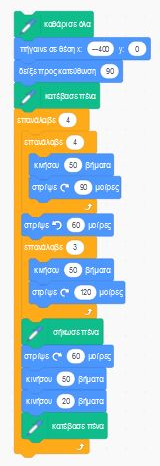 καθάρισε όλα
πήγαινε σε θέση x: -400 y: 0
δείξε προς κατεύθυνση 90
κατέβασε πένα
επανάλαβε 4
επανάλαβε 4
κινήσου 50 βήματα
στρίψε 90 μοίρες
στρίψε 60 μοίρες
επανάλαβε 3
κινήσου 50 βήματα
στρίψε 120 μοίρες
σήκωσε πένα
στρίψε 60 μοίρες
κινήσου 50 βήματα
κινήσου 20 βήματα
κατέβασε πένα